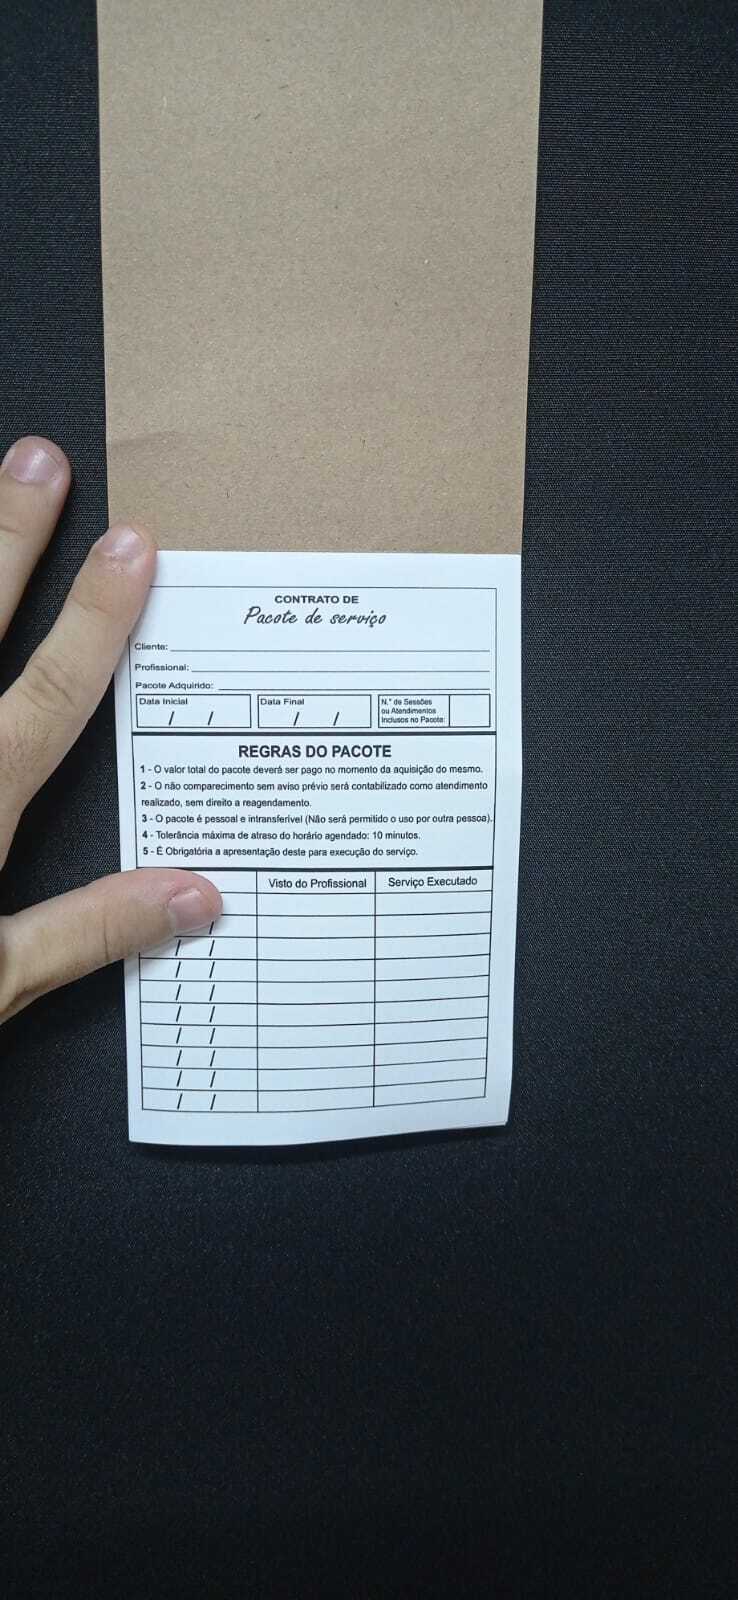 CONTRATO DE
Pacote de serviço
Cliente:
Profissional:
Pacote Adquirido:
Data Inicial Data Final N.º de Sessões
ou Atendimentos
Inclusos no Pacote:
/ / / /
REGRAS DO PACOTE
1 - O valor total do pacote deverá ser pago no momento da aquisição do mesmo.
2 - O não comparecimento sem aviso prévio será contabilizado como atendimento
realizado, sem direito a reagendamento.
3 - O pacote é pessoal e intransferível (Não será permitido o uso por outra pessoa).
4 - Tolerância máxima de atraso do horário agendado: 10 minutos.
5 - É Obrigatória a apresentação deste para execução do serviço.
Visto do Profissional Serviço Executado
/
/ /
/ /
/ /
/ /
/ /
/ /
/ /
/ /